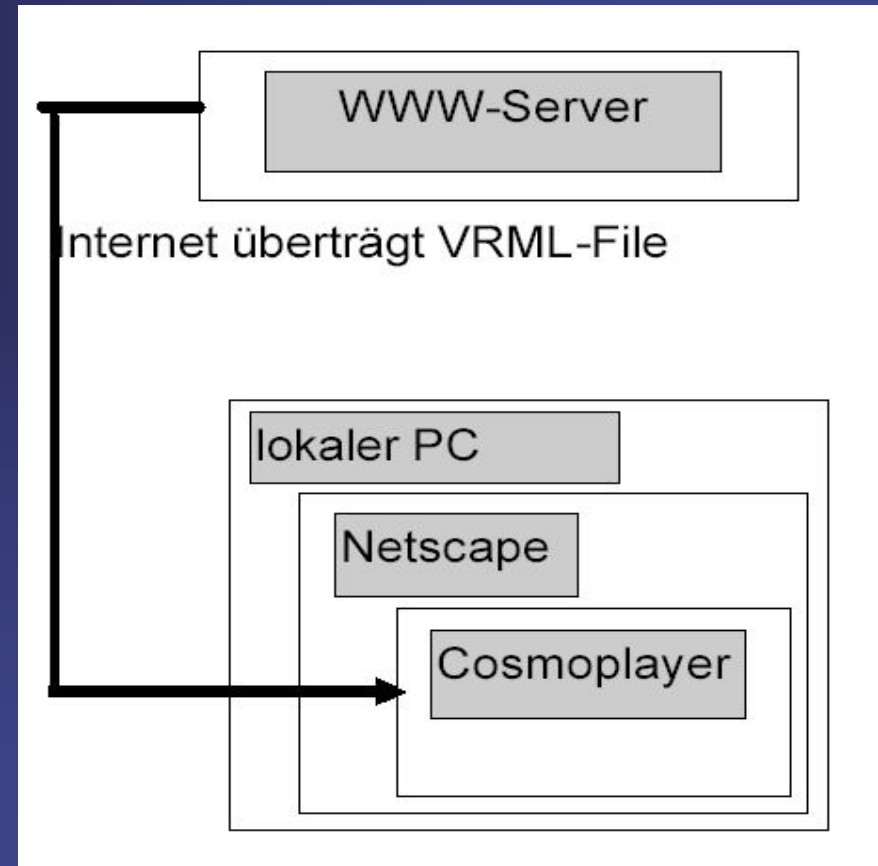 WWW-Server
Internet überträgt VRML-File
lokaler PC
Netscape
Cosmoplayer